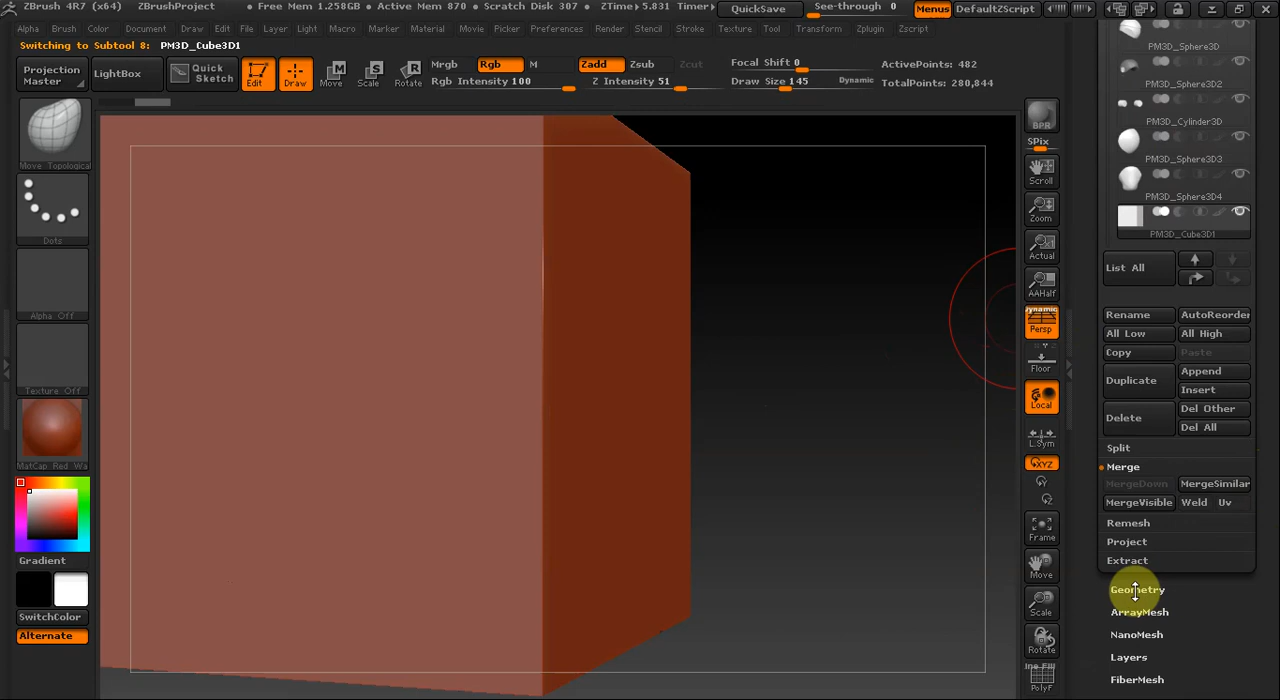 ZBrush 4R7 (x64) ZBrushProject • Free Mem 1.258GB • Active Mem 870 • Scratch Disk 307 • ZTime▸5.831 Timer▸ QuickSave See-through 0 Menus DefaultZScript
Alpha Brush Color Document Draw Edit File Layer Light Macro Marker Material Movie Picker Preferences Render Stencil Stroke Texture Tool Transform Zplugin Zscript
Switching to Subtool 8: PM3D_Cube3D1
Projection Master
LightBox
Quick Sketch
Edit
Draw
Move
Scale
Rotate
Mrgb Rgb M
Rgb Intensity 100
Zadd Zsub Zcut
Z Intensity 51
Focal Shift 0
Draw Size 145 Dynamic
ActivePoints: 482
TotalPoints: 280,844
Move Topological
Dots
Alpha Off
Texture Off
MatCap Red Wa
Gradient
SwitchColor
Alternate
BPR
SPix
Scroll
Zoom
Actual
AAHalf
Dynamic
Persp
Floor
Local
L.Sym
XYZ
Frame
Move
Scale
Rotate
Line Fill
PolyF
PM3D_Sphere3D
PM3D_Sphere3D2
PM3D_Cylinder3D
PM3D_Sphere3D3
PM3D_Sphere3D4
PM3D_Cube3D1
List All
Rename AutoReorder
All Low All High
Copy Paste
Duplicate Append
Insert
Delete Del Other
Del All
Split
Merge
MergeDown MergeSimilar
MergeVisible Weld Uv
Remesh
Project
Extract
Geometry
ArrayMesh
NanoMesh
Layers
FiberMesh